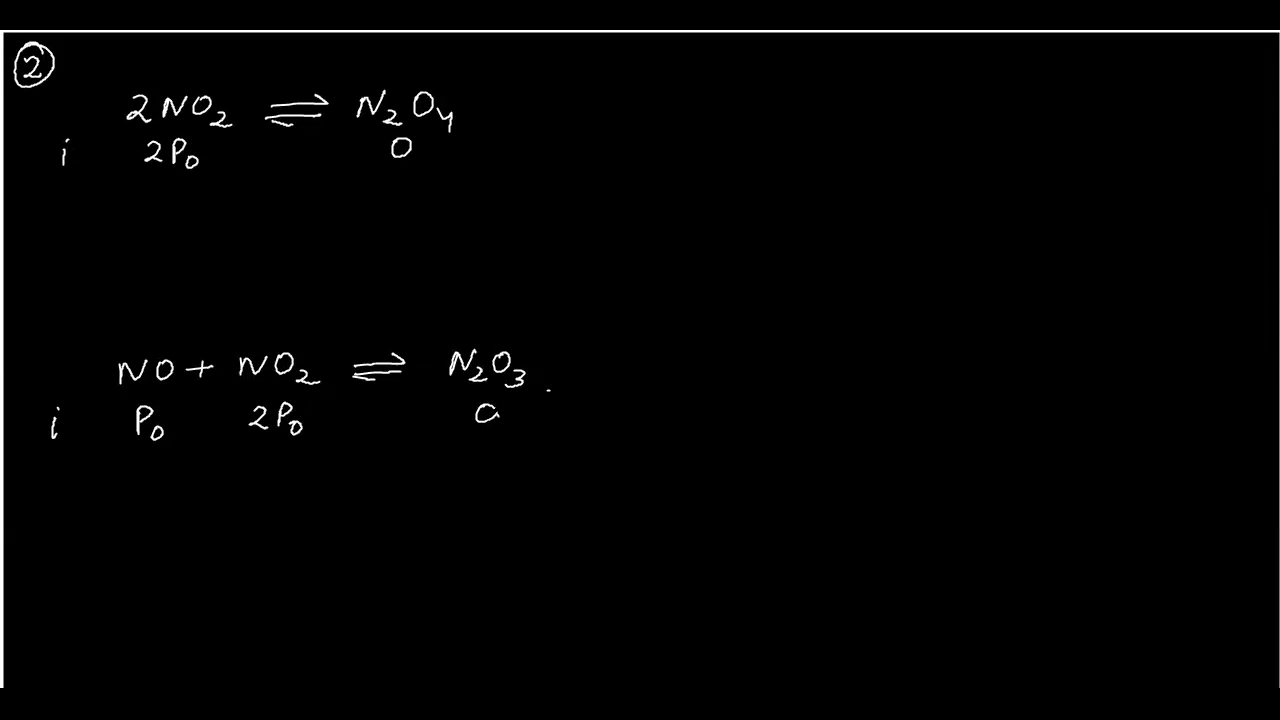 ②
2NO₂ ⇌ N₂O₄
i 2P₀ 0
NO + NO₂ ⇌ N₂O₃ .
i P₀ 2P₀ 0